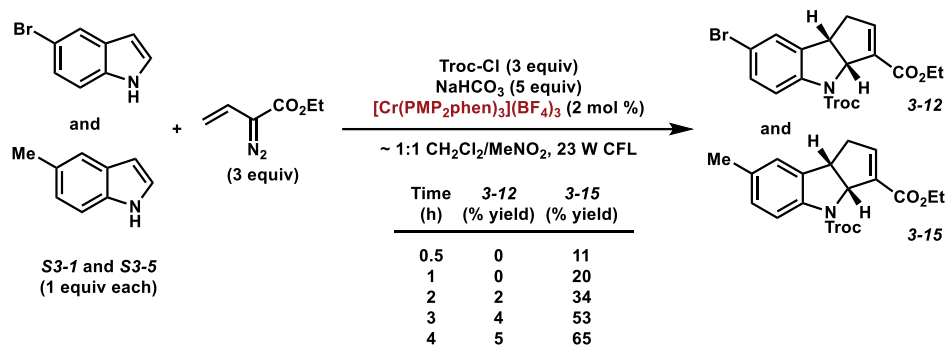 Br
N
H
and
Me
N
H
S3-1 and S3-5
(1 equiv each)
+
CO₂Et
N₂
(3 equiv)
Troc-Cl (3 equiv)
NaHCO₃ (5 equiv)
[Cr(PMP₂phen)₃](BF₄)₃ (2 mol %)
~ 1:1 CH₂Cl₂/MeNO₂, 23 W CFL
Time 3-12 3-15
(h) (% yield) (% yield)
0.5 0 11
1 0 20
2 2 34
3 4 53
4 5 65
H
Br
N
H
CO₂Et
Troc
3-12
and
H
Me
N
H
CO₂Et
Troc
3-15